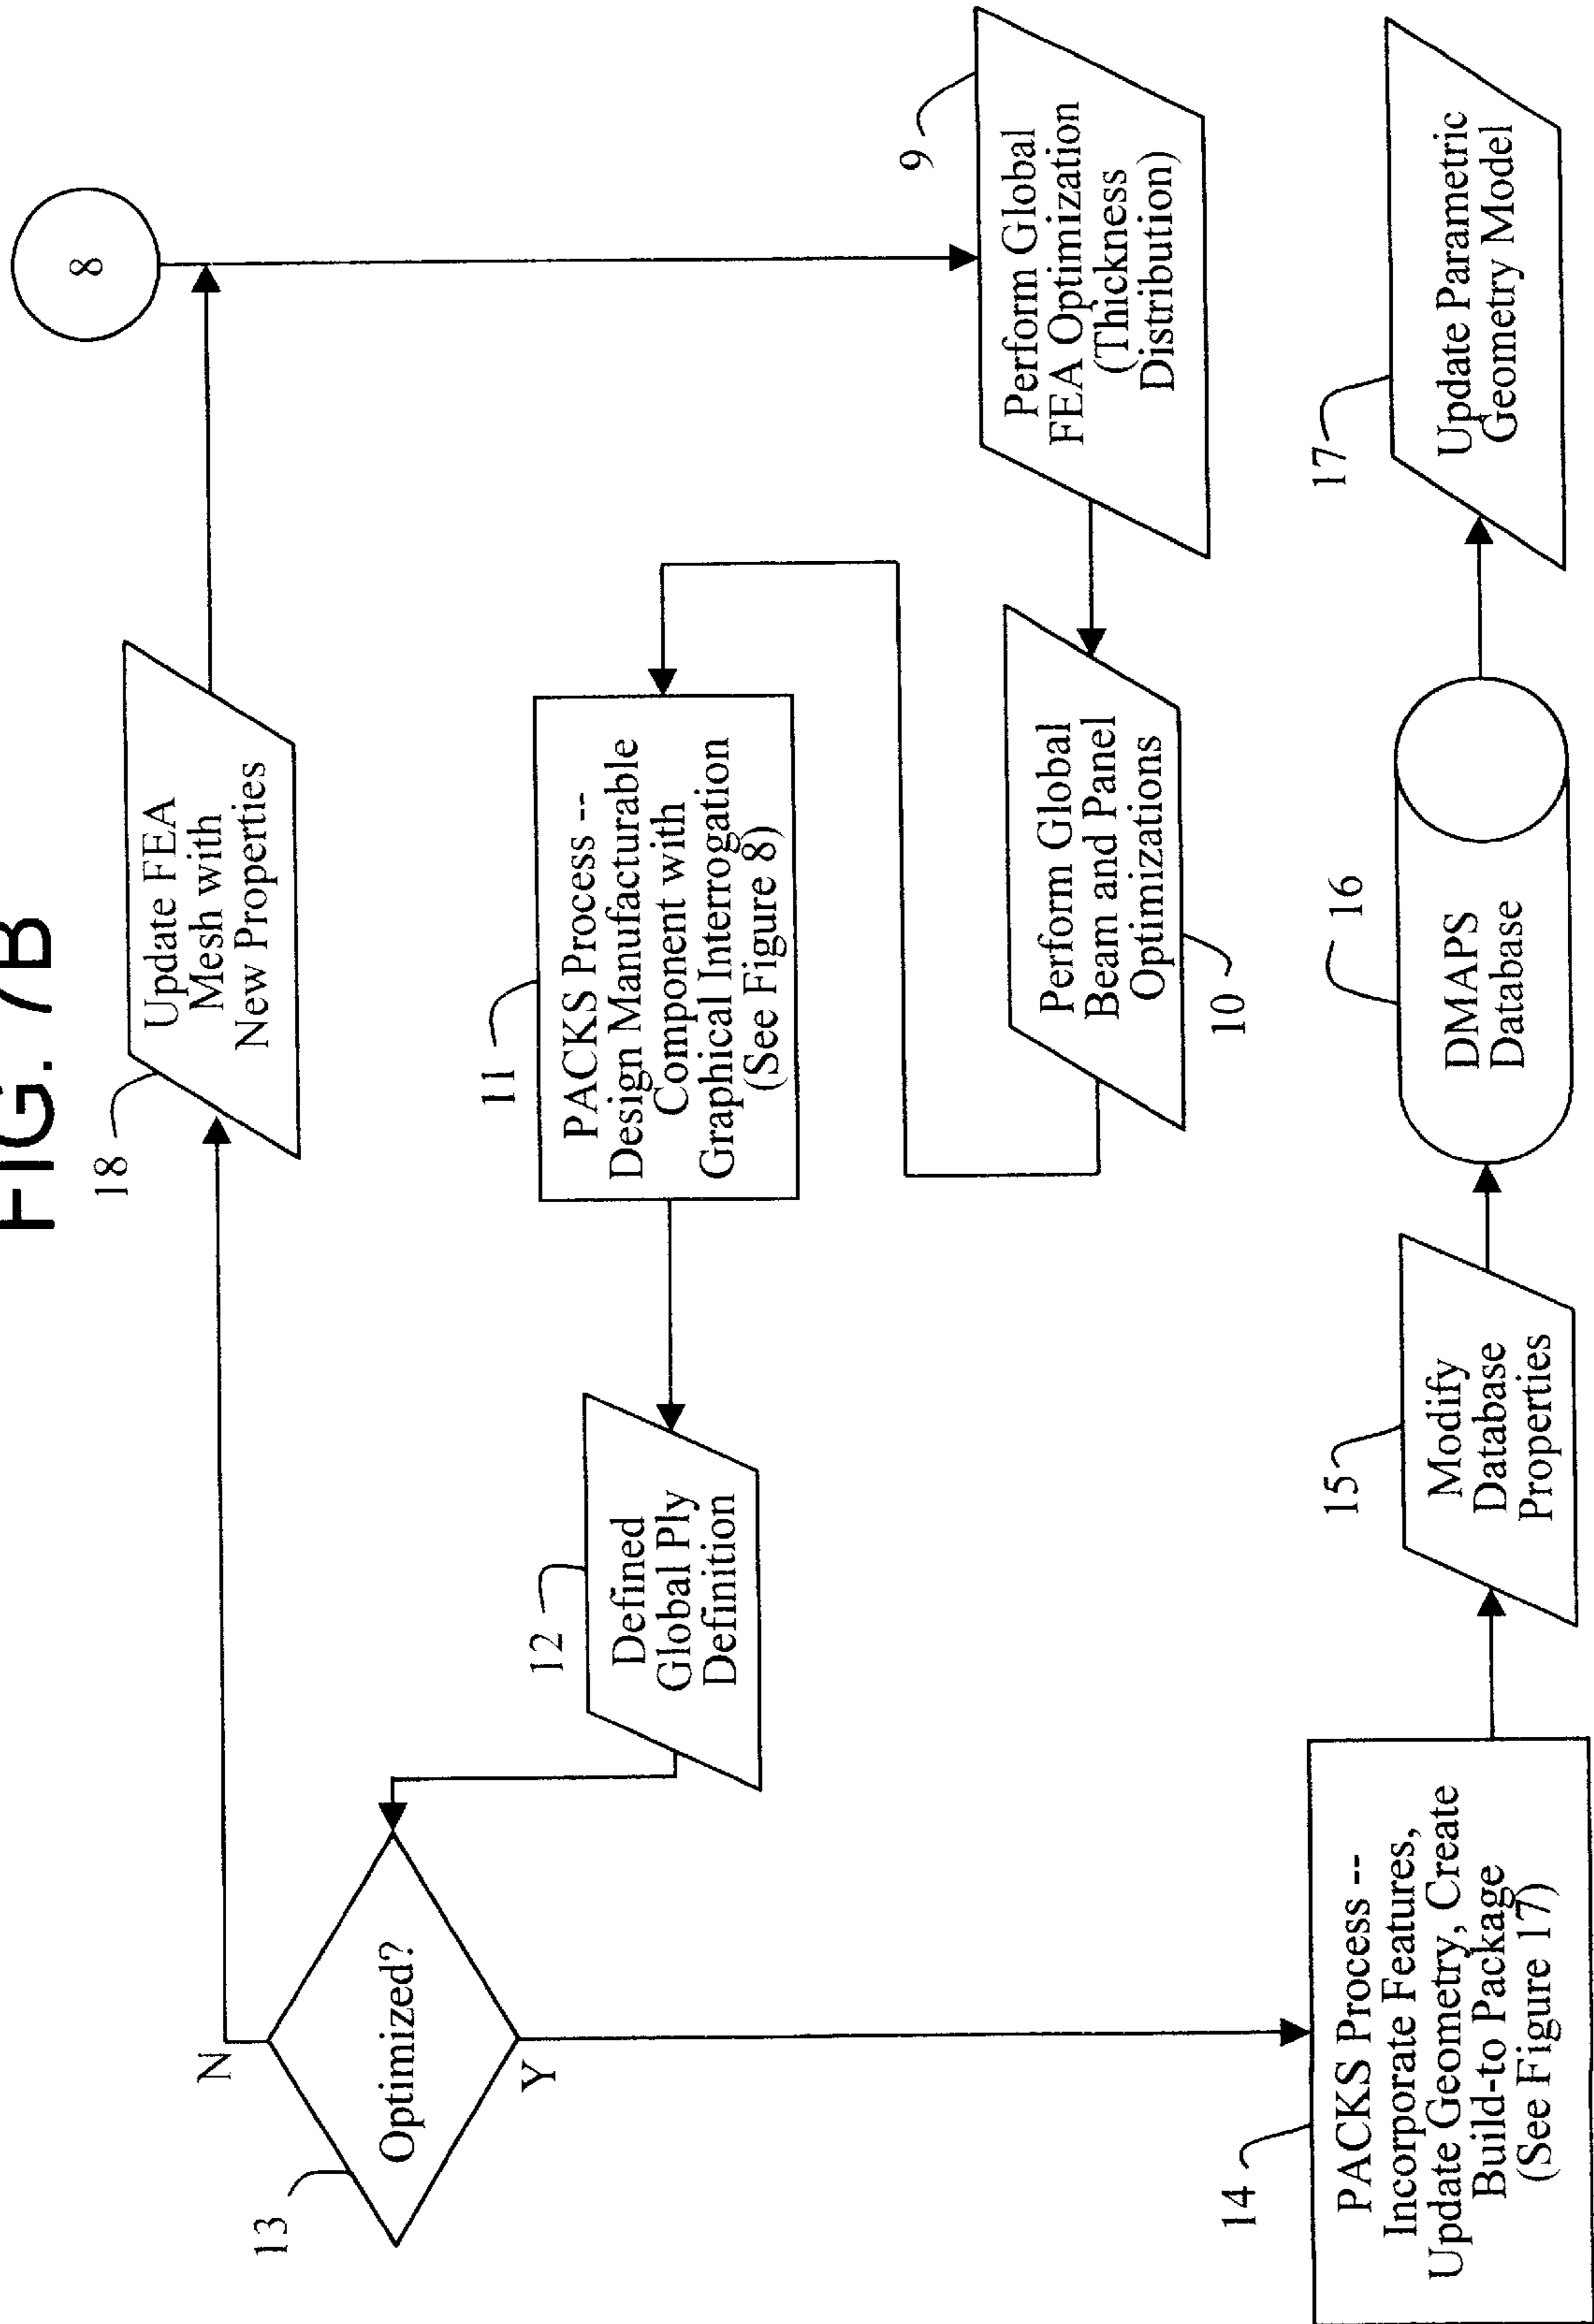 FIG. 7B
8
18
Update FEA
Mesh with
New Properties
9
Perform Global
FEA Optimization
(Thickness
Distribution)
10
Perform Global
Beam and Panel
Optimizations
11
PACKS Process --
Design Manufacturable
Component with
Graphical Interrogation
(See Figure 8)
12
Defined
Global Ply
Definition
13
Optimized?
N
Y
14
PACKS Process --
Incorporate Features,
Update Geometry, Create
Build-to Package
(See Figure 17)
15
Modify
Database
Properties
16
DMAPS
Database
17
Update Parametric
Geometry Model